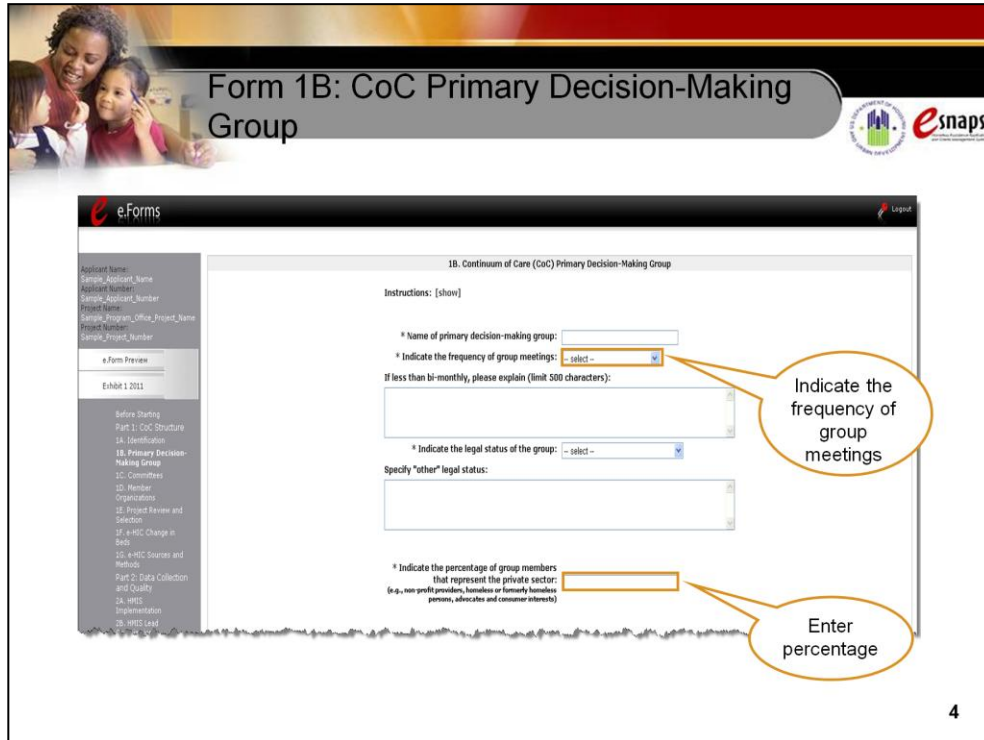 Form 1B: CoC Primary Decision-Making
Group
esnaps
e e.Forms
Logout
Applicant Name:
Sample_Applicant_Name
Applicant Number:
Sample_Applicant_Number
Project Name:
Sample_Program_Office_Project_Name
Project Number:
Sample_Project_Number
e.Form Preview
Exhibit 1 2011
Before Starting
Part 1: CoC Structure
1A. Identification
1B. Primary Decision-
Making Group
1C. Committees
1D. Member
Organizations
1E. Project Review and
Selection
1F. e-HIC Change in
Beds
1G. e-HIC Sources and
Methods
Part 2: Data Collection
and Quality
2A. HMIS
Implementation
2B. HMIS Lead
1B. Continuum of Care (CoC) Primary Decision-Making Group
Instructions: [show]
* Name of primary decision-making group:
* Indicate the frequency of group meetings: -- select --
If less than bi-monthly, please explain (limit 500 characters):
* Indicate the legal status of the group: -- select --
Specify "other" legal status:
* Indicate the percentage of group members
that represent the private sector:
(e.g., non-profit providers, homeless or formerly homeless
persons, advocates and consumer interests)
Indicate the
frequency of
group
meetings
Enter
percentage
4